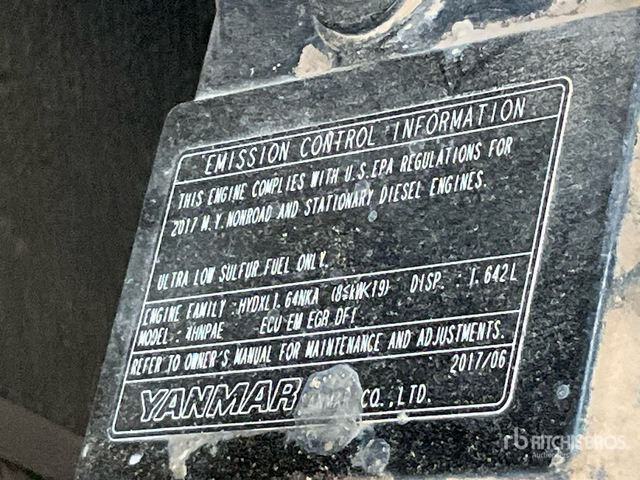 EMISSION CONTROL INFORMATION
THIS ENGINE COMPLIES WITH U.S.EPA REGULATIONS FOR
2017 M.Y.NONROAD AND STATIONARY DIESEL ENGINES.
ULTRA LOW SULFUR FUEL ONLY.
ENGINE FAMILY : HYDXL1.64NKA (8≤kW<19) DISP. : 1.642L
MODEL : ECU EM EGR DFI
REFER TO OWNER'S MANUAL FOR MAINTENANCE AND ADJUSTMENTS.
2017/06
YANMAR CO.,LTD.
rb RITCHIE BROS.
Auctioneers